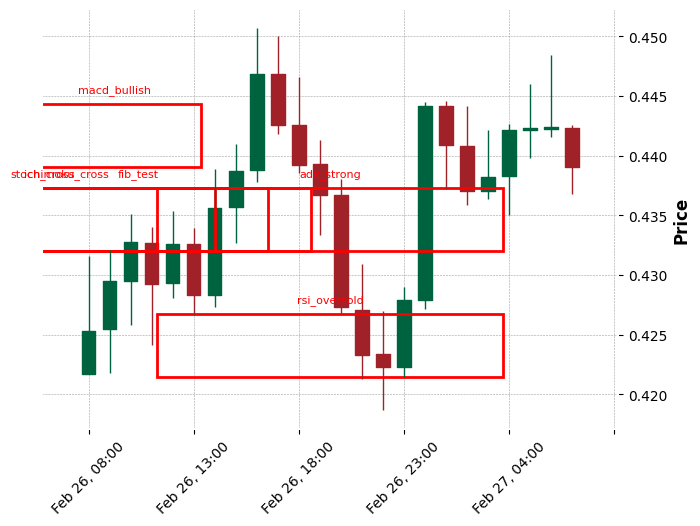 0.450
macd_bullish
0.445
0.440
fib_test
0.435
Price
0.430
rsi_oversold
0.425
0.420
Feb 26, 08:00
Feb 26, 13:00
Feb 26, 18:00
Feb 26, 23:00
Feb 27, 04:00